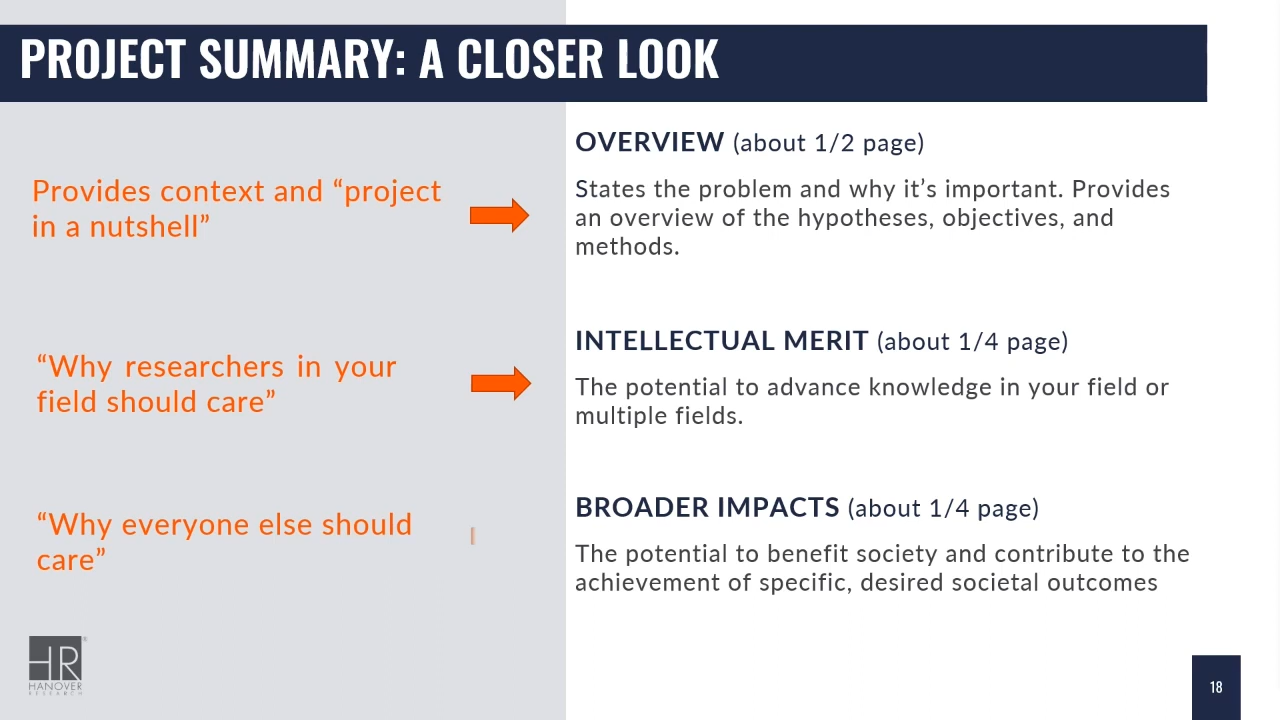 PROJECT SUMMARY: A CLOSER LOOK
Provides context and “project
in a nutshell”
OVERVIEW (about 1/2 page)
States the problem and why it’s important. Provides
an overview of the hypotheses, objectives, and
methods.
“Why researchers in your
field should care”
INTELLECTUAL MERIT (about 1/4 page)
The potential to advance knowledge in your field or
multiple fields.
“Why everyone else should
care”
BROADER IMPACTS (about 1/4 page)
The potential to benefit society and contribute to the
achievement of specific, desired societal outcomes
HR®
HANOVER
RESEARCH
18